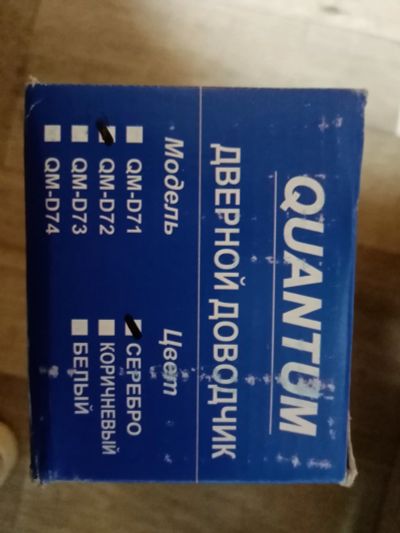 QUANTUM
ДВЕРНОЙ ДОВОДЧИК
Модель Цвет
QM-D71 СЕРЕБРО
QM-D72 КОРИЧНЕВЫЙ
QM-D73 БЕЛЫЙ
QM-D74